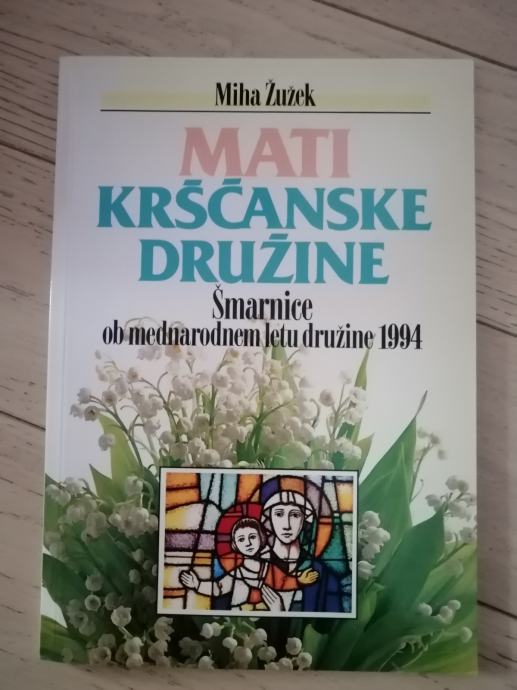 Miha Žužek
MATI
KRŠČANSKE
DRUŽINE
Šmarnice
ob mednarodnem letu družine 1994